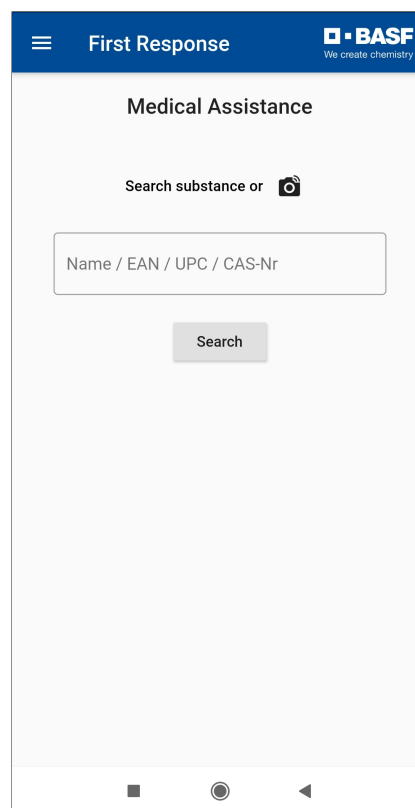 First Response
BASF
We create chemistry
Medical Assistance
Search substance or
Name / EAN / UPC / CAS-Nr
Search